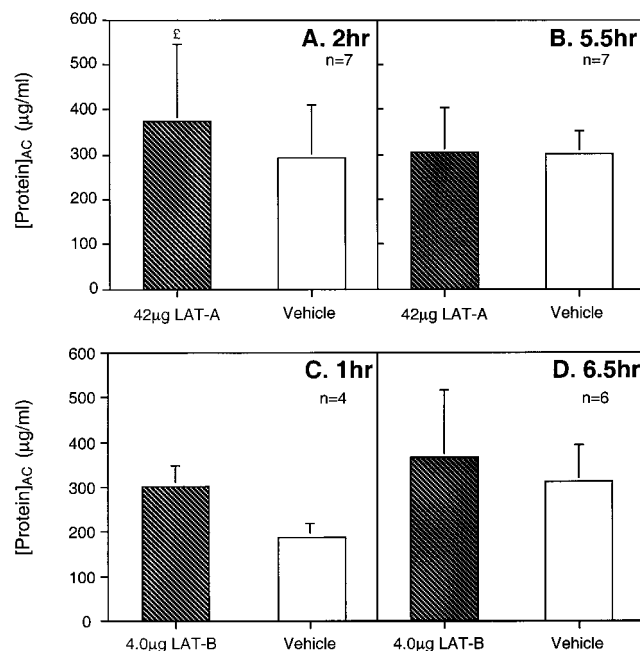 £
A. 2hr
n=7
B. 5.5hr
n=7
[Protein]AC (µg/ml)
600
500
400
300
200
100
0
42µg LAT-A
Vehicle
42µg LAT-A
Vehicle
C. 1hr
n=4
D. 6.5hr
n=6
[Protein]AC (µg/ml)
600
500
400
300
200
100
0
4.0µg LAT-B
Vehicle
4.0µg LAT-B
Vehicle